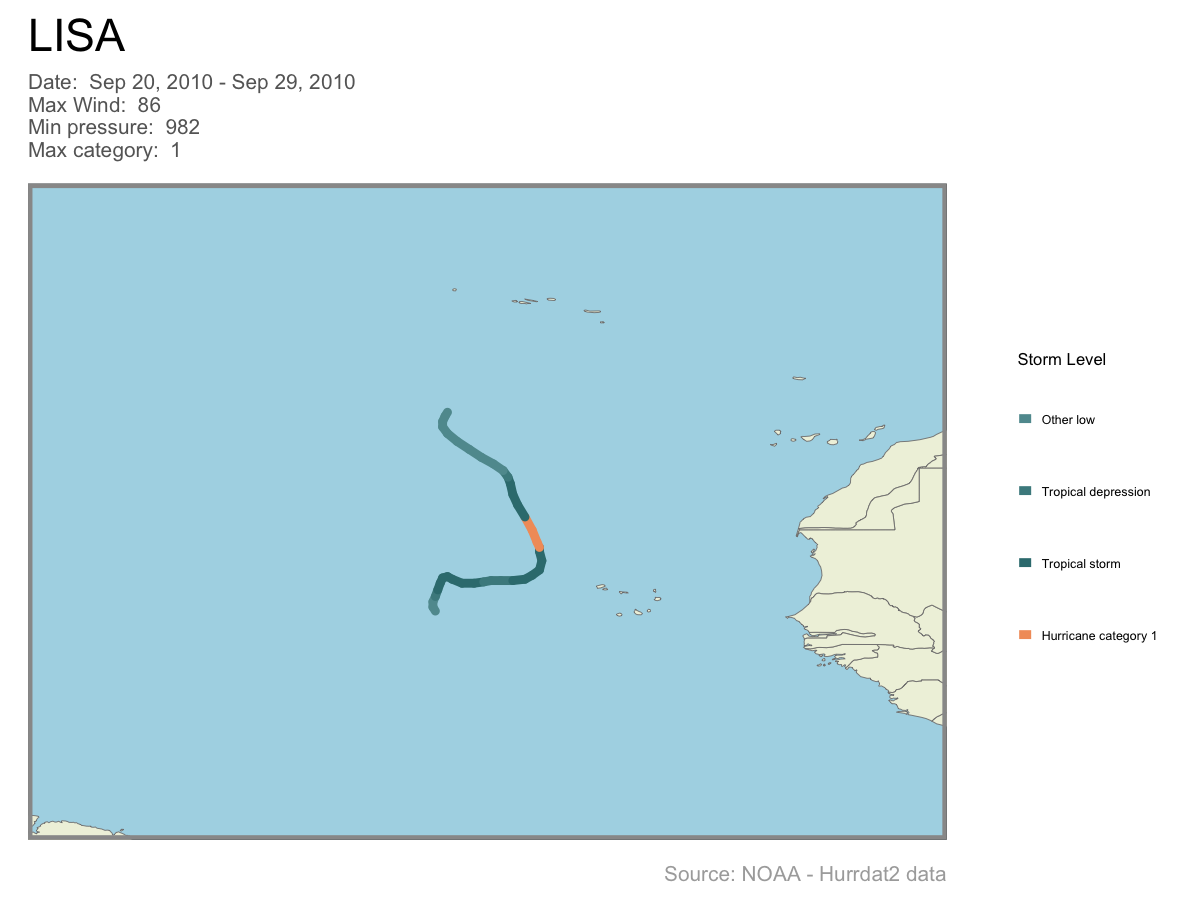 LISA
Date:  Sep 20, 2010 - Sep 29, 2010
Max Wind:  86
Min pressure:  982
Max category:  1
Storm Level
Other low
Tropical depression
Tropical storm
Hurricane category 1
Source: NOAA - Hurrdat2 data